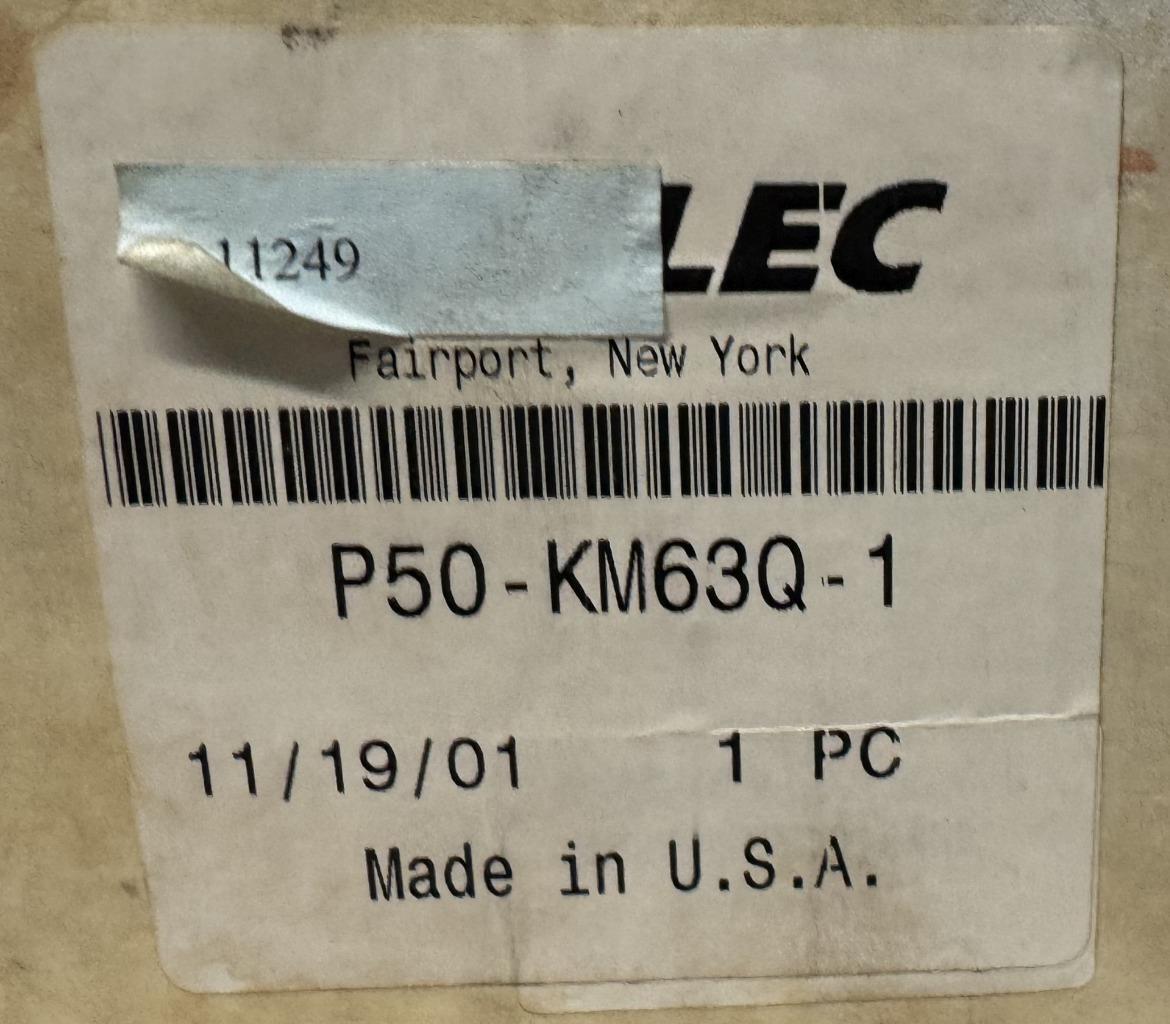 11249
LEC
Fairport, New York
P50-KM63Q-1
11/19/01 1 PC
Made in U.S.A.